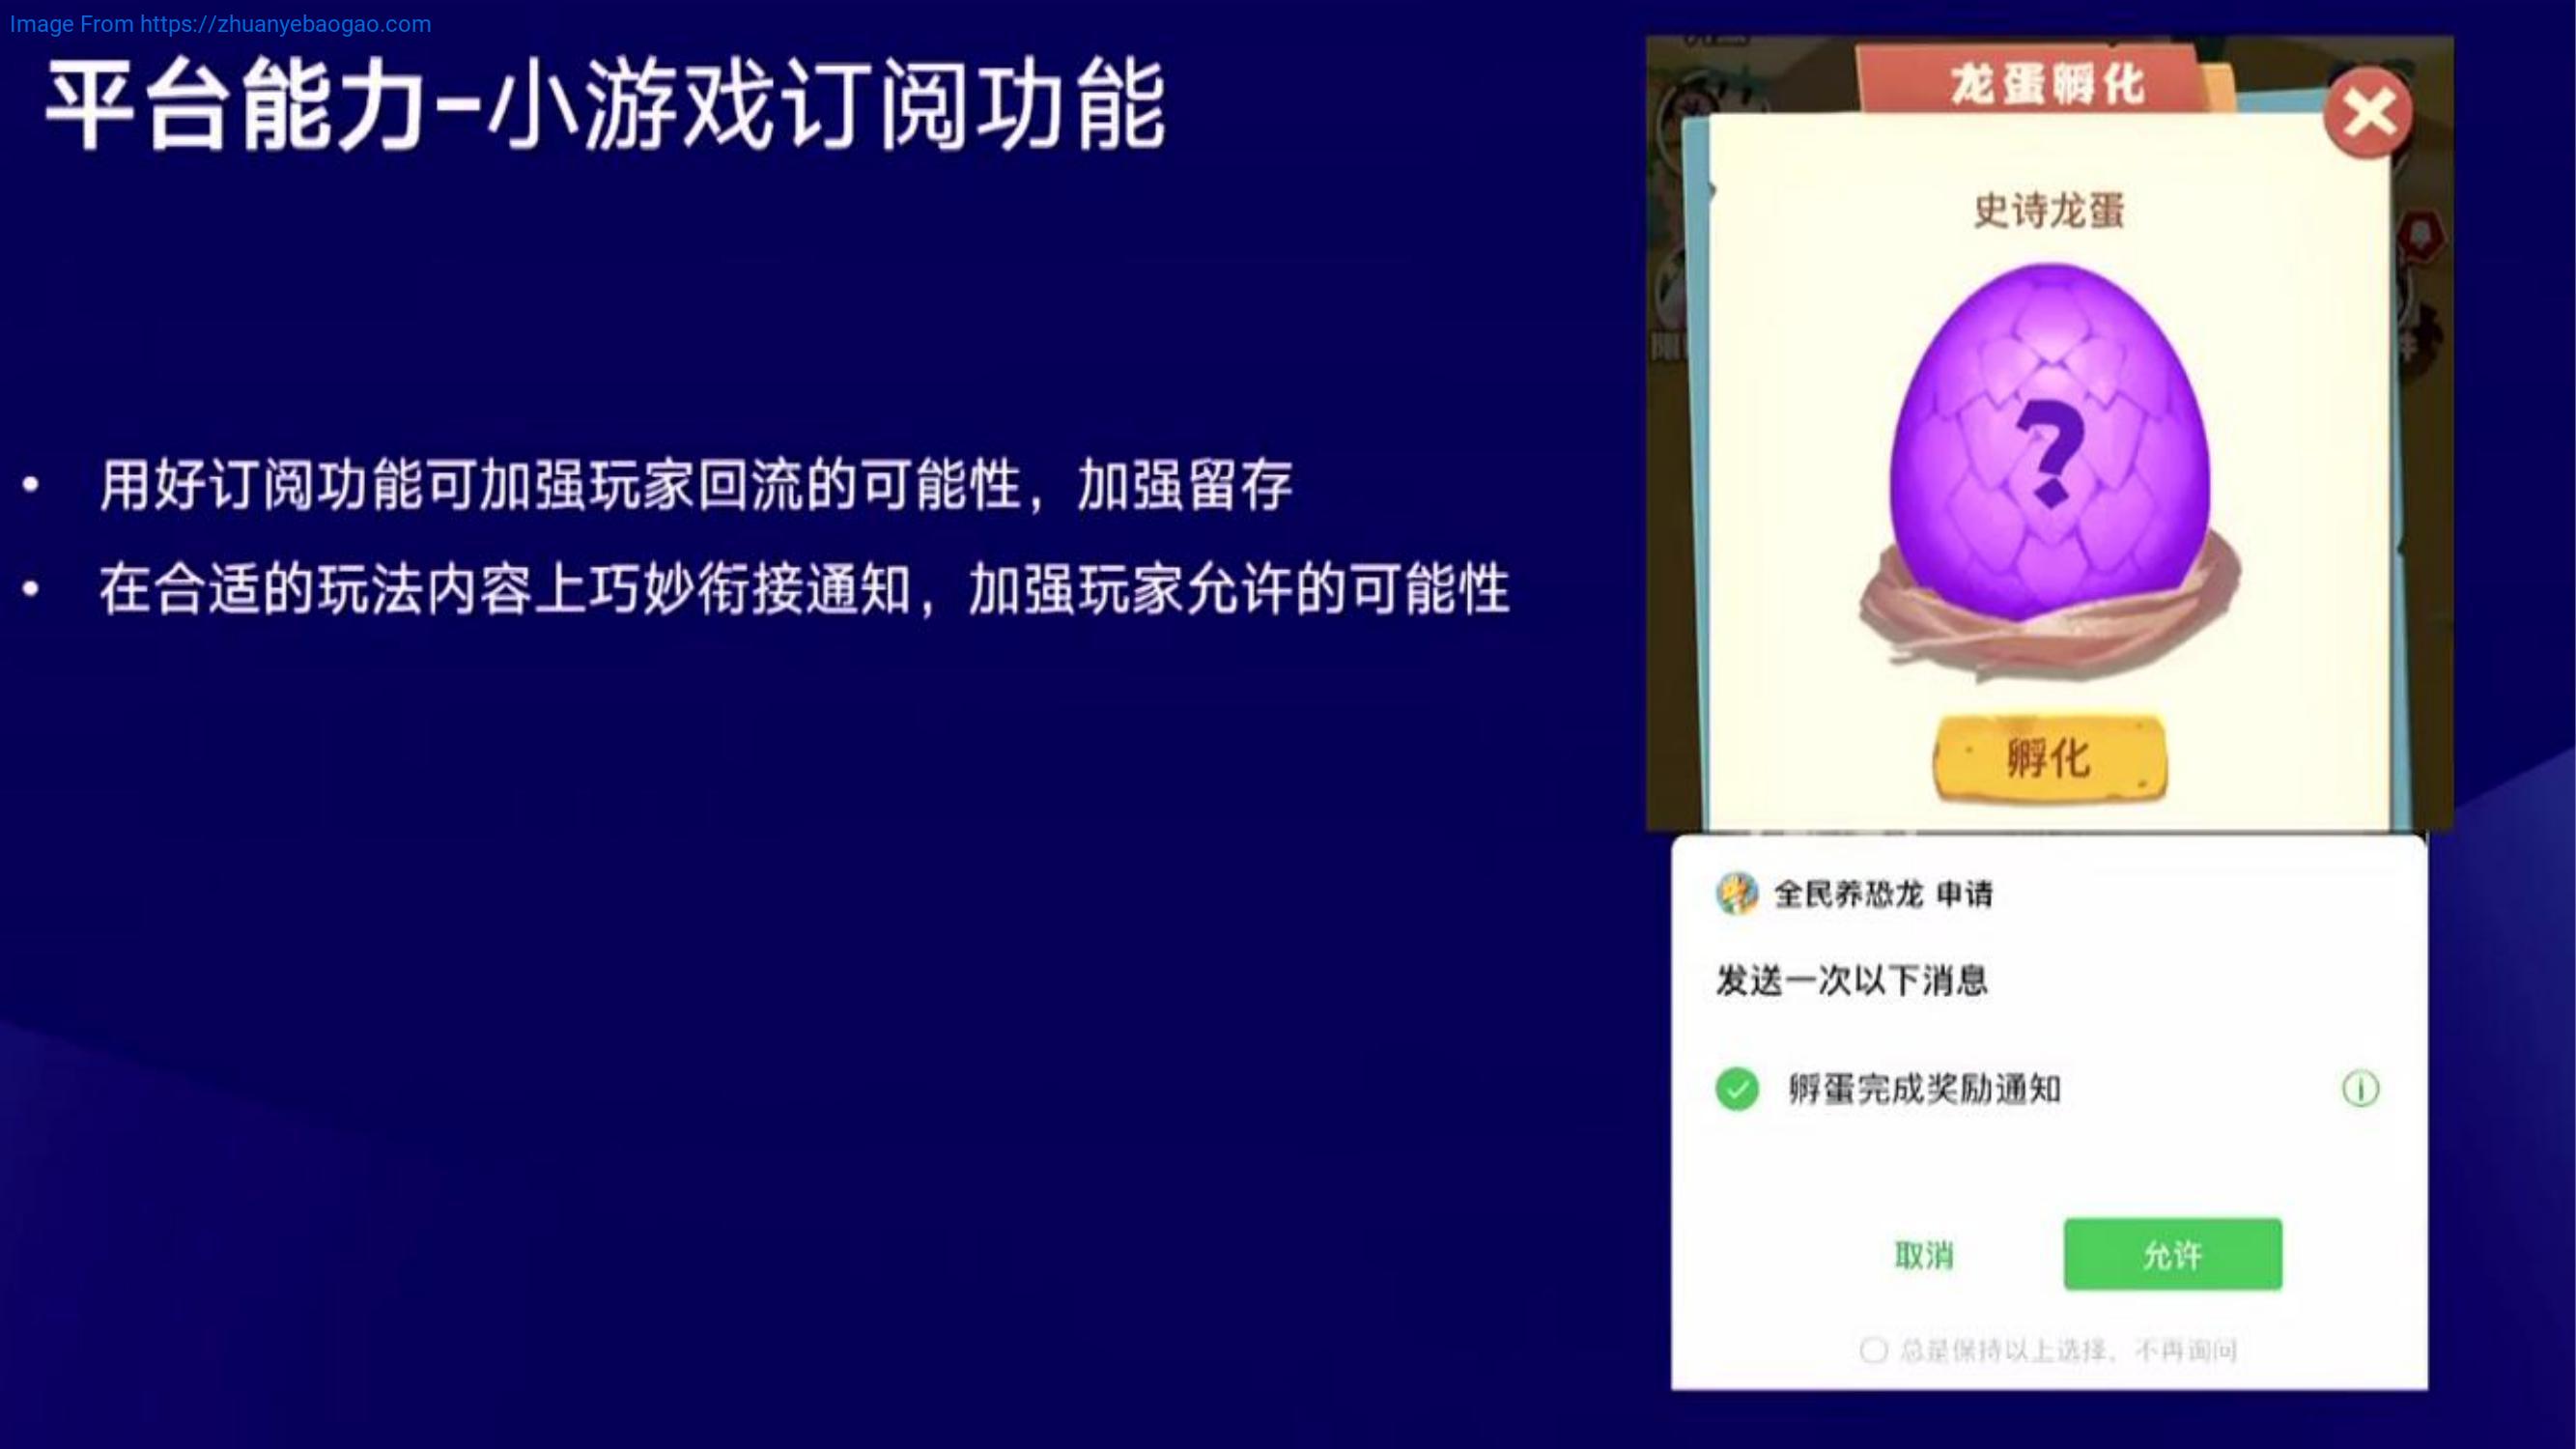 Image From https://zhuanyebaogao.com
平台能力-小游戏订阅功能
• 用好订阅功能可加强玩家回流的可能性，加强留存
• 在合适的玩法内容上巧妙衔接通知，加强玩家允许的可能性
龙蛋孵化
史诗龙蛋
?
孵化
全民养恐龙 申请
发送一次以下消息
孵蛋完成奖励通知
取消
允许
总是保持以上选择，不再询问